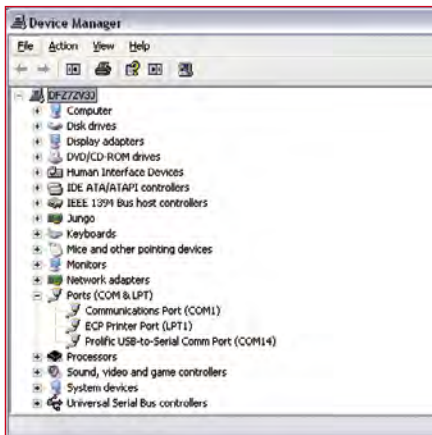 Device Manager
File Action View Help
DFZ7ZV3J
Computer
Disk drives
Display adapters
DVD/CD-ROM drives
Human Interface Devices
IDE ATA/ATAPI controllers
IEEE 1394 Bus host controllers
Jungo
Keyboards
Mice and other pointing devices
Monitors
Network adapters
Ports (COM & LPT)
Communications Port (COM1)
ECP Printer Port (LPT1)
Prolific USB-to-Serial Comm Port (COM14)
Processors
Sound, video and game controllers
System devices
Universal Serial Bus controllers